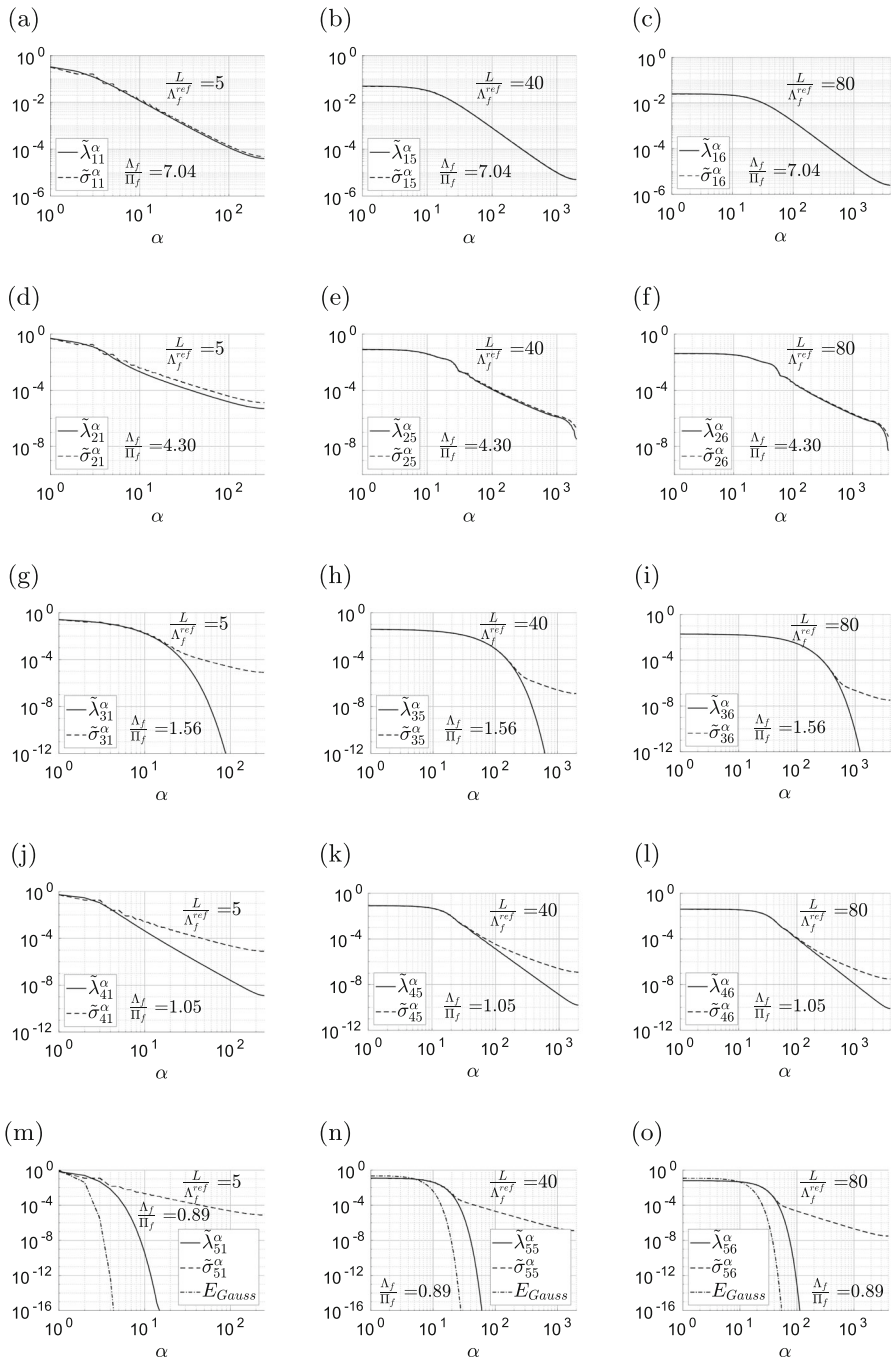 (a) (b) (c)
10^0 10^-2 10^-4 10^-6
L/Λ_f^ref =5
λ̃_11^α
σ̃_11^α
Λ_f/Π_f =7.04
10^0 10^1 10^2
α
10^0 10^-2 10^-4 10^-6
L/Λ_f^ref =40
λ̃_15^α
σ̃_15^α
Λ_f/Π_f =7.04
10^0 10^1 10^2 10^3
α
10^0 10^-2 10^-4 10^-6
L/Λ_f^ref =80
λ̃_16^α
σ̃_16^α
Λ_f/Π_f =7.04
10^0 10^1 10^2 10^3
α
(d) (e) (f)
10^0 10^-4 10^-8
L/Λ_f^ref =5
λ̃_21^α
σ̃_21^α
Λ_f/Π_f =4.30
10^0 10^1 10^2
α
10^0 10^-4 10^-8
L/Λ_f^ref =40
λ̃_25^α
σ̃_25^α
Λ_f/Π_f =4.30
10^0 10^1 10^2 10^3
α
10^0 10^-4 10^-8
L/Λ_f^ref =80
λ̃_26^α
σ̃_26^α
Λ_f/Π_f =4.30
10^0 10^1 10^2 10^3
α
(g) (h) (i)
10^0 10^-4 10^-8 10^-12
L/Λ_f^ref =5
λ̃_31^α
σ̃_31^α
Λ_f/Π_f =1.56
10^0 10^1 10^2
α
10^0 10^-4 10^-8 10^-12
L/Λ_f^ref =40
λ̃_35^α
σ̃_35^α
Λ_f/Π_f =1.56
10^0 10^1 10^2 10^3
α
10^0 10^-4 10^-8 10^-12
L/Λ_f^ref =80
λ̃_36^α
σ̃_36^α
Λ_f/Π_f =1.56
10^0 10^1 10^2 10^3
α
(j) (k) (l)
10^0 10^-4 10^-8 10^-12
L/Λ_f^ref =5
λ̃_41^α
σ̃_41^α
Λ_f/Π_f =1.05
10^0 10^1 10^2
α
10^0 10^-4 10^-8 10^-12
L/Λ_f^ref =40
λ̃_45^α
σ̃_45^α
Λ_f/Π_f =1.05
10^0 10^1 10^2 10^3
α
10^0 10^-4 10^-8 10^-12
L/Λ_f^ref =80
λ̃_46^α
σ̃_46^α
Λ_f/Π_f =1.05
10^0 10^1 10^2 10^3
α
(m) (n) (o)
10^0 10^-4 10^-8 10^-12 10^-16
L/Λ_f^ref =5
Λ_f/Π_f =0.89
λ̃_51^α
σ̃_51^α
E_Gauss
10^0 10^1 10^2
α
10^0 10^-4 10^-8 10^-12 10^-16
L/Λ_f^ref =40
λ̃_55^α
σ̃_55^α
E_Gauss
Λ_f/Π_f =0.89
10^0 10^1 10^2 10^3
α
10^0 10^-4 10^-8 10^-12 10^-16
L/Λ_f^ref =80
λ̃_56^α
σ̃_56^α
E_Gauss
Λ_f/Π_f =0.89
10^0 10^1 10^2 10^3
α